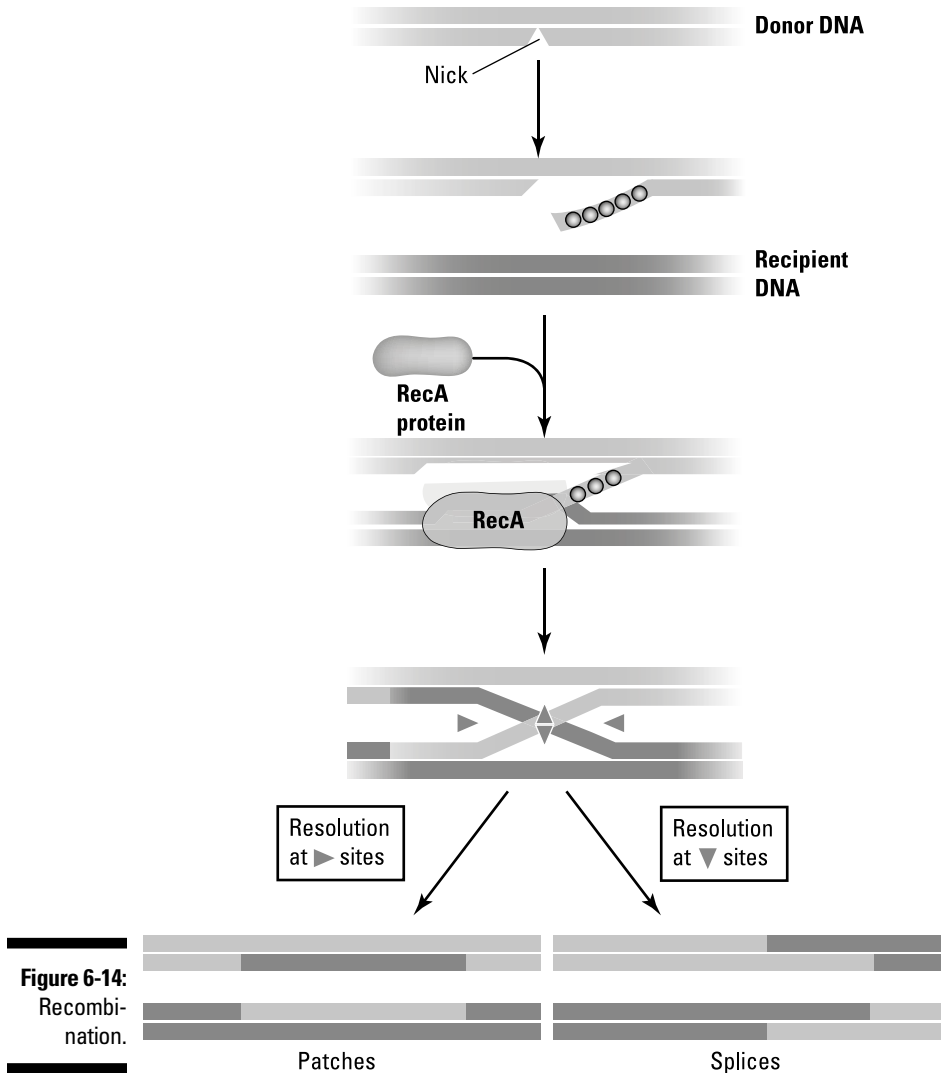 Donor DNA
Nick
Recipient
DNA
RecA
protein
RecA
Resolution
at ▶ sites
Resolution
at ▼ sites
Figure 6-14:
Recombi-
nation.
Patches
Splices